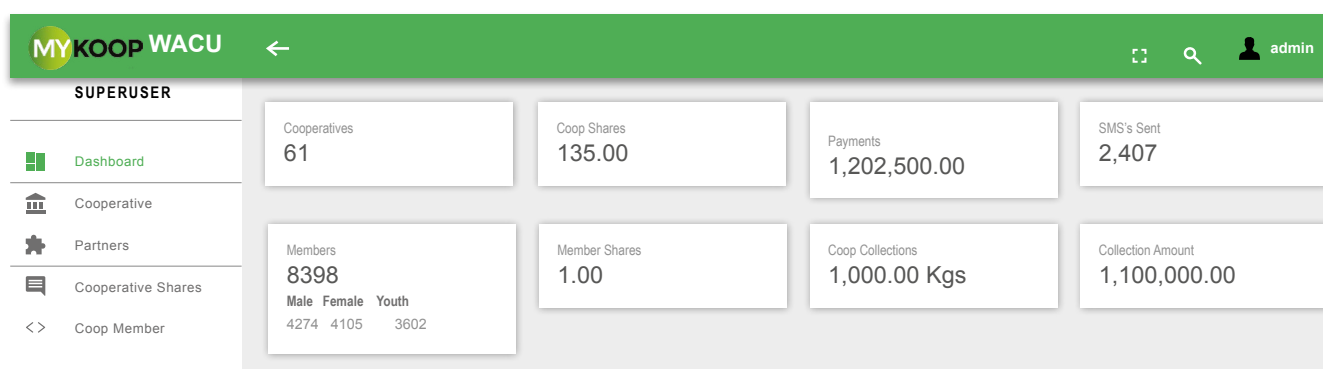 MYKOOP WACU
admin
SUPERUSER
Dashboard
Cooperative
Partners
Cooperative Shares
Coop Member
Cooperatives
61
Coop Shares
135.00
Payments
1,202,500.00
SMS's Sent
2,407
Members
8398
Male Female Youth
4274 4105 3602
Member Shares
1.00
Coop Collections
1,000.00 Kgs
Collection Amount
1,100,000.00